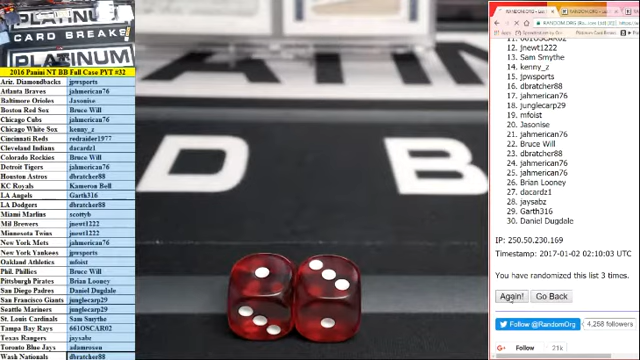 PLATINUM
CARD BREAKS
PLATINUM
2016 Panini NT BB Full Case PYT #32
Ariz. Diamondbacks jpwsports
Atlanta Braves jahmerican76
Baltimore Orioles Jasonise
Boston Red Sox Bruce Will
Chicago Cubs jahmerican76
Chicago White Sox kenny_z
Cincinnati Reds redraider1977
Cleveland Indians dacardz1
Colorado Rockies Bruce Will
Detroit Tigers jahmerican76
Houston Astros dbratcher88
KC Royals Kameron Bell
LA Angels Garth316
LA Dodgers dbratcher88
Miami Marlins scottyb
Mil Brewers jnewt1222
Minnesota Twins jnewt1222
New York Mets jahmerican76
New York Yankees jpwsports
Oakland Athletics mfoist
Phil. Phillies Bruce Will
Pittsburgh Pirates Brian Looney
San Diego Padres Daniel Dugdale
San Francisco Giants junglecarp29
Seattle Mariners junglecarp29
St. Louis Cardinals Sam Smythe
Tampa Bay Rays 661OSCAR02
Texas Rangers jaysabr
Toronto Blue Jays adamrosen
Wash Nationals dbratcher88
D B
11. 661OSCAR02
12. jnewt1222
13. Sam Smythe
14. kenny_z
15. jpwsports
16. dbratcher88
17. jahmerican76
18. junglecarp29
19. mfoist
20. Jasonise
21. jahmerican76
22. Bruce Will
23. dbratcher88
24. jahmerican76
25. jahmerican76
26. Brian Looney
27. dacardz1
28. jaysabz
29. Garth316
30. Daniel Dugdale
IP: 250.50.230.169
Timestamp: 2017-01-02 02:10:03 UTC
You have randomized this list 3 times.
Again! Go Back
Follow @RandomOrg 4,258 followers
Follow 21k